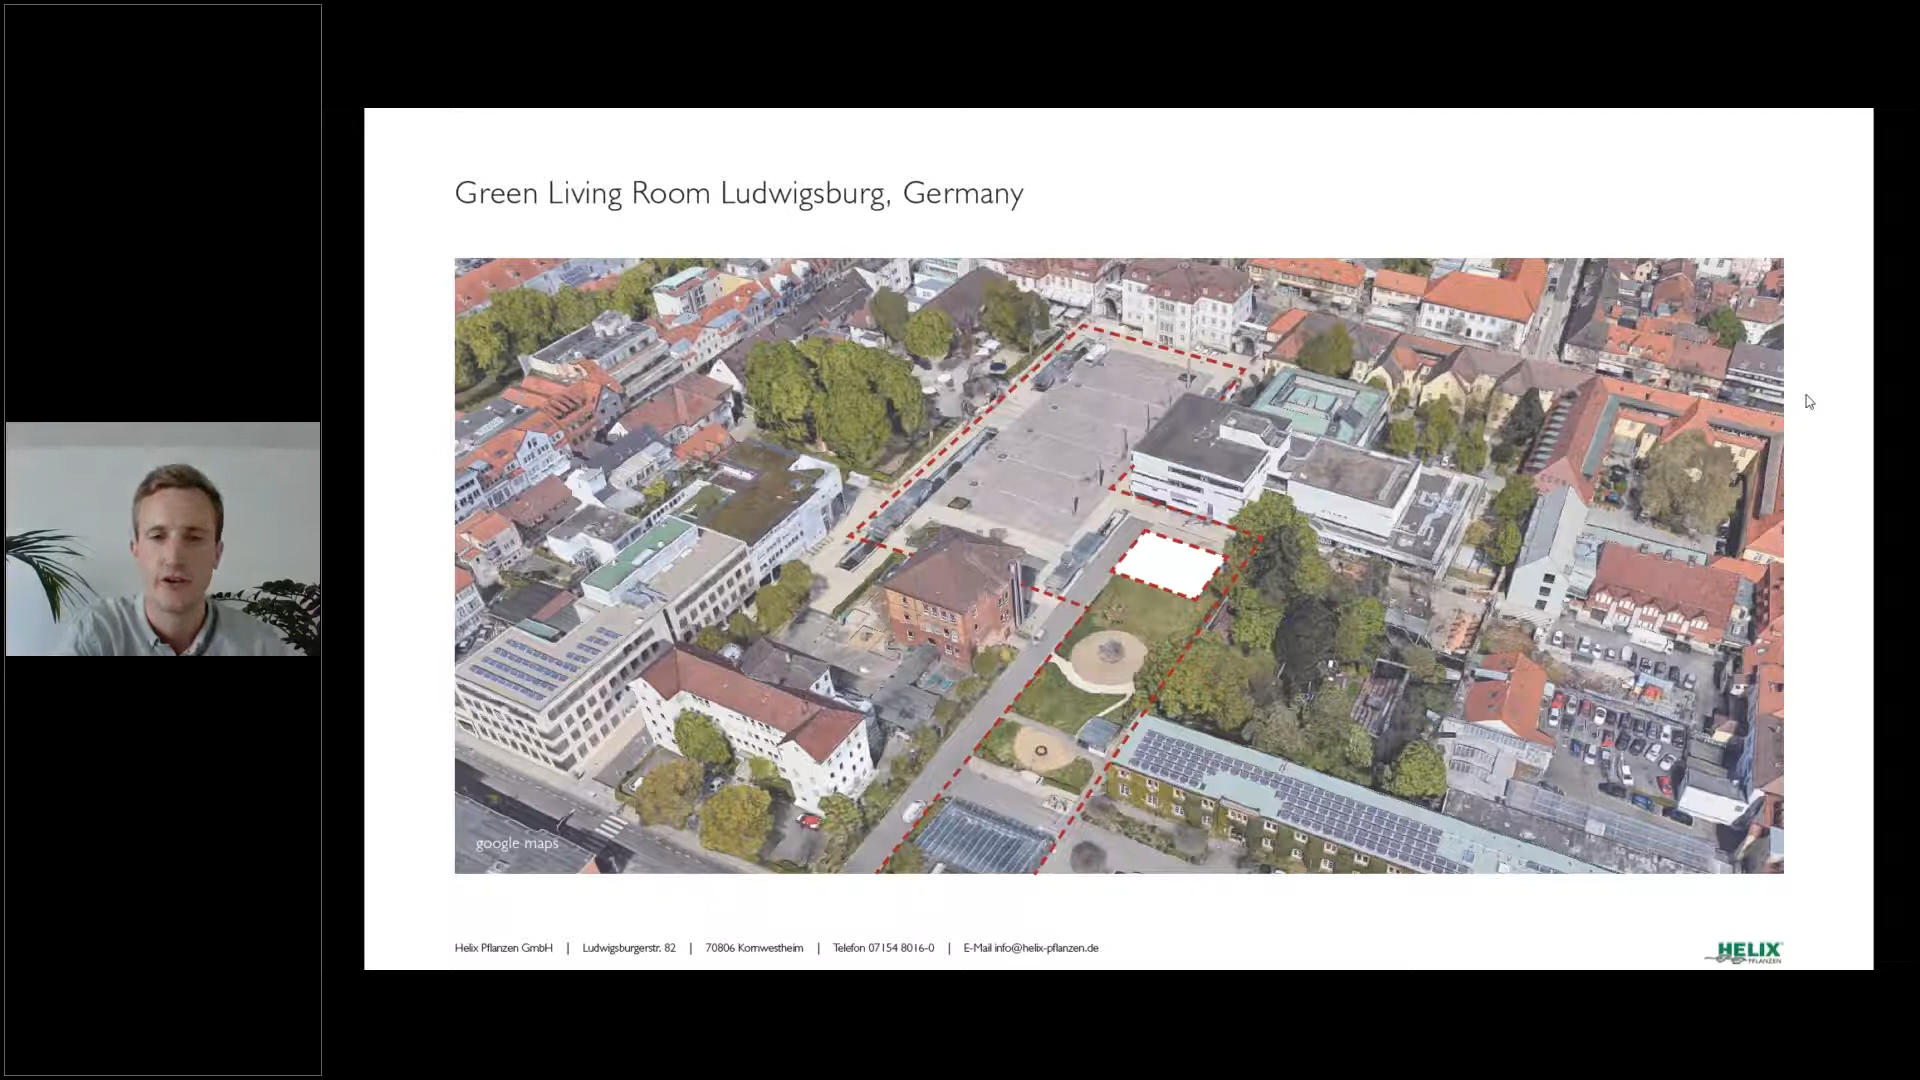 Green Living Room Ludwigsburg, Germany
google maps
Helix Pflanzen GmbH | Ludwigsburgerstr. 82 | 70806 Kornwestheim | Telefon 07154 8016-0 | E-Mail info@helix-pflanzen.de
HELIX
PFLANZEN